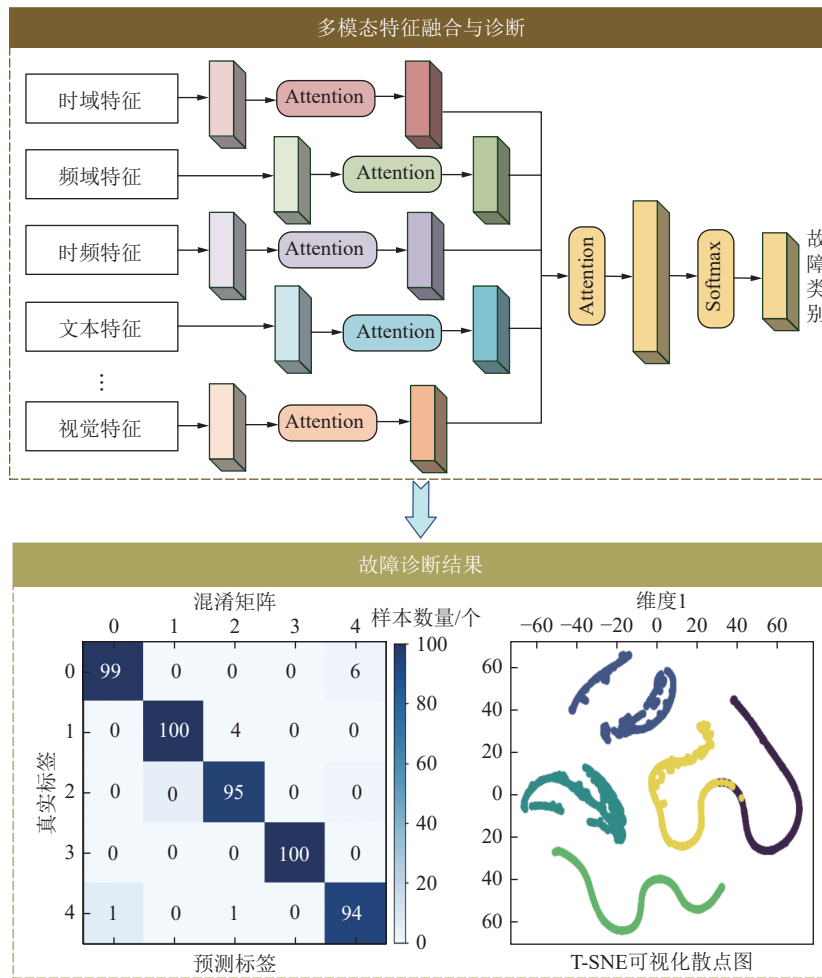 多模态特征融合与诊断
时域特征
Attention
频域特征
Attention
时频特征
Attention
文本特征
Attention
⋮
视觉特征
Attention
Attention
Softmax
故障类别
故障诊断结果
混淆矩阵
0 1 2 3 4
样本数量/个
真实标签
0 99 0 0 0 6
1 0 100 4 0 0
2 0 0 95 0 0
3 0 0 0 100 0
4 1 0 1 0 94
预测标签
100
80
60
40
20
0
维度1
−60 −40 −20 0 20 40 60
60
40
20
0
20
40
60
T-SNE可视化散点图